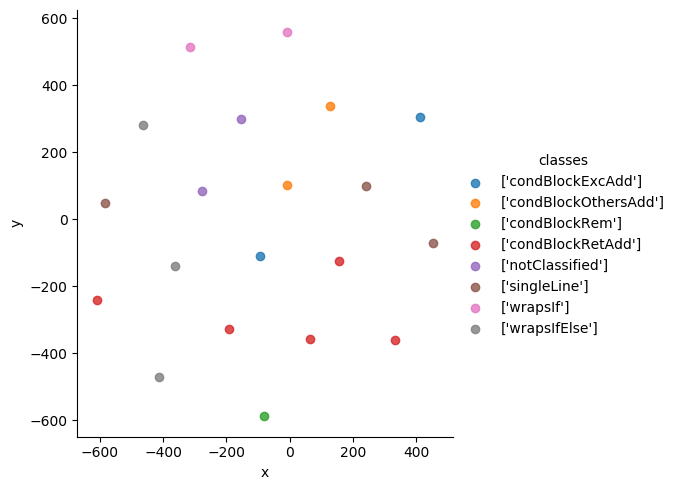 600
400
200
0
−200
−400
−600
y
−600
−400
−200
0
200
400
x
classes
['condBlockExcAdd']
['condBlockOthersAdd']
['condBlockRem']
['condBlockRetAdd']
['notClassified']
['singleLine']
['wrapsIf']
['wrapsIfElse']